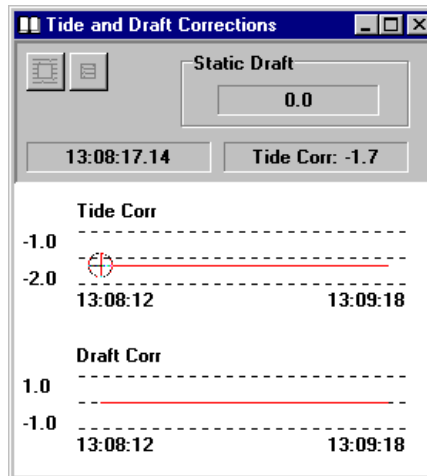 Tide and Draft Corrections
Static Draft
0.0
13:08:17.14 Tide Corr: -1.7
Tide Corr
-1.0
-2.0
13:08:12 13:09:18
Draft Corr
1.0
-1.0
13:08:12 13:09:18